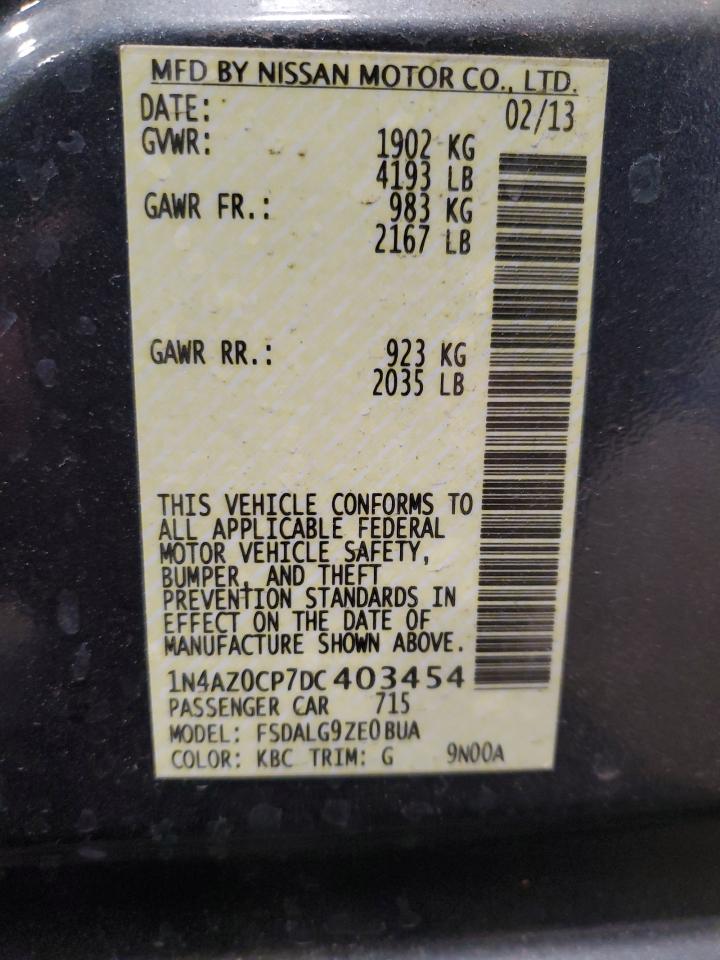 MFD BY NISSAN MOTOR CO., LTD.
DATE: 02/13
GVWR: 1902 KG
4193 LB
GAWR FR.: 983 KG
2167 LB
GAWR RR.: 923 KG
2035 LB
THIS VEHICLE CONFORMS TO
ALL APPLICABLE FEDERAL
MOTOR VEHICLE SAFETY,
BUMPER, AND THEFT
PREVENTION STANDARDS IN
EFFECT ON THE DATE OF
MANUFACTURE SHOWN ABOVE.
1N4AZ0CP7DC403454
PASSENGER CAR 715
MODEL: FSDALG9ZE0BUA
COLOR: KBC TRIM: G 9N00A